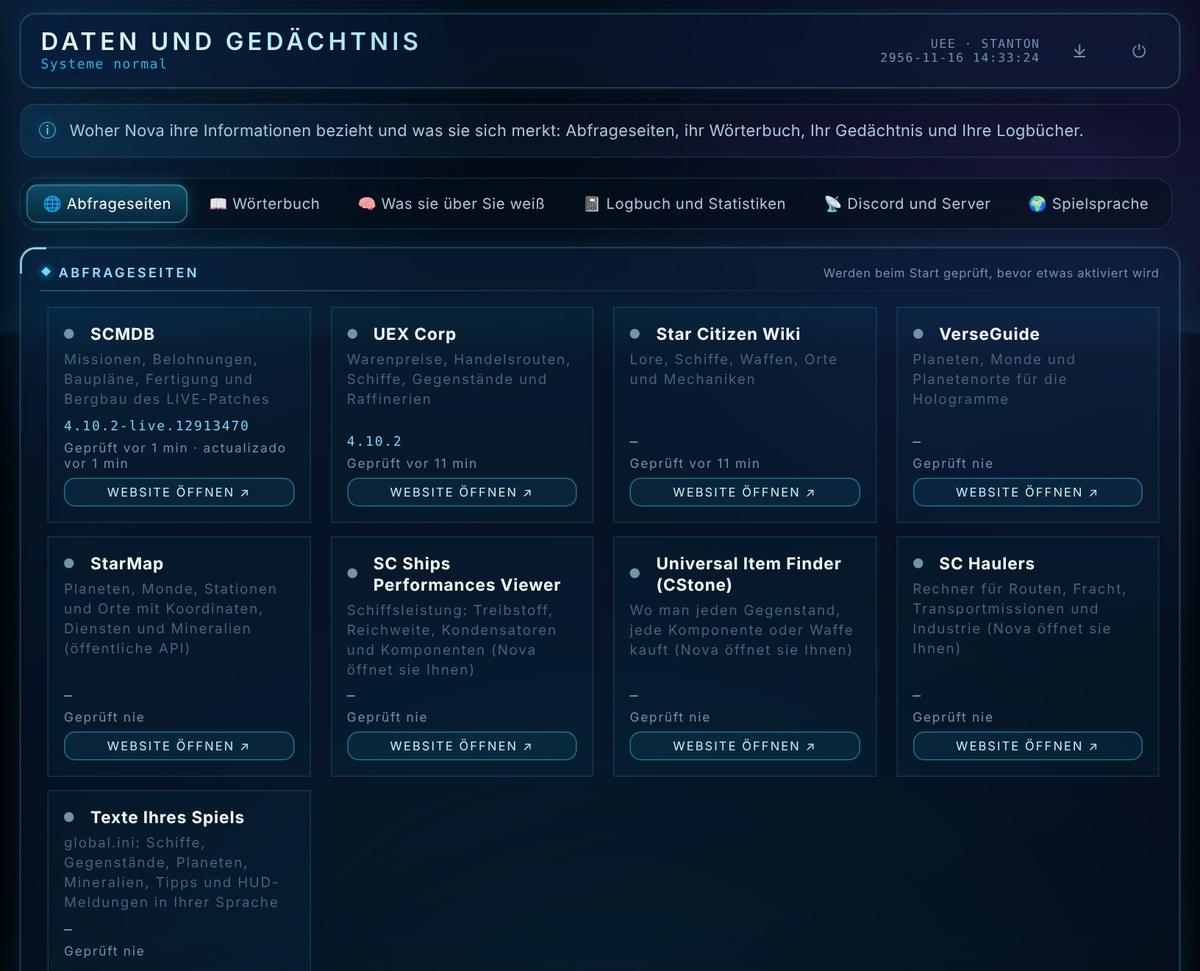 DATEN UND GEDÄCHTNIS
Systeme normal
UEE · STANTON
2956-11-16 14:33:24
Woher Nova ihre Informationen bezieht und was sie sich merkt: Abfrageseiten, ihr Wörterbuch, Ihr Gedächtnis und Ihre Logbücher.
Abfrageseiten
Wörterbuch
Was sie über Sie weiß
Logbuch und Statistiken
Discord und Server
Spielsprache
ABFRAGESEITEN
Werden beim Start geprüft, bevor etwas aktiviert wird
SCMDB
Missionen, Belohnungen,
Baupläne, Fertigung und
Bergbau des LIVE-Patches
4.10.2-live.12913470
Geprüft vor 1 min · actualizado
vor 1 min
WEBSITE ÖFFNEN ↗
UEX Corp
Warenpreise, Handelsrouten,
Schiffe, Gegenstände und
Raffinerien
4.10.2
Geprüft vor 11 min
WEBSITE ÖFFNEN ↗
Star Citizen Wiki
Lore, Schiffe, Waffen, Orte
und Mechaniken
—
Geprüft vor 11 min
WEBSITE ÖFFNEN ↗
VerseGuide
Planeten, Monde und
Planetenorte für die
Hologramme
—
Geprüft nie
WEBSITE ÖFFNEN ↗
StarMap
Planeten, Monde, Stationen
und Orte mit Koordinaten,
Diensten und Mineralien
(öffentliche API)
—
Geprüft nie
WEBSITE ÖFFNEN ↗
SC Ships
Performances Viewer
Schiffsleistung: Treibstoff,
Reichweite, Kondensatoren
und Komponenten (Nova
öffnet sie Ihnen)
—
Geprüft nie
WEBSITE ÖFFNEN ↗
Universal Item Finder
(CStone)
Wo man jeden Gegenstand,
jede Komponente oder Waffe
kauft (Nova öffnet sie Ihnen)
—
Geprüft nie
WEBSITE ÖFFNEN ↗
SC Haulers
Rechner für Routen, Fracht,
Transportmissionen und
Industrie (Nova öffnet sie
Ihnen)
—
Geprüft nie
WEBSITE ÖFFNEN ↗
Texte Ihres Spiels
global.ini: Schiffe,
Gegenstände, Planeten,
Mineralien, Tipps und HUD-
Meldungen in Ihrer Sprache
—
Geprüft nie